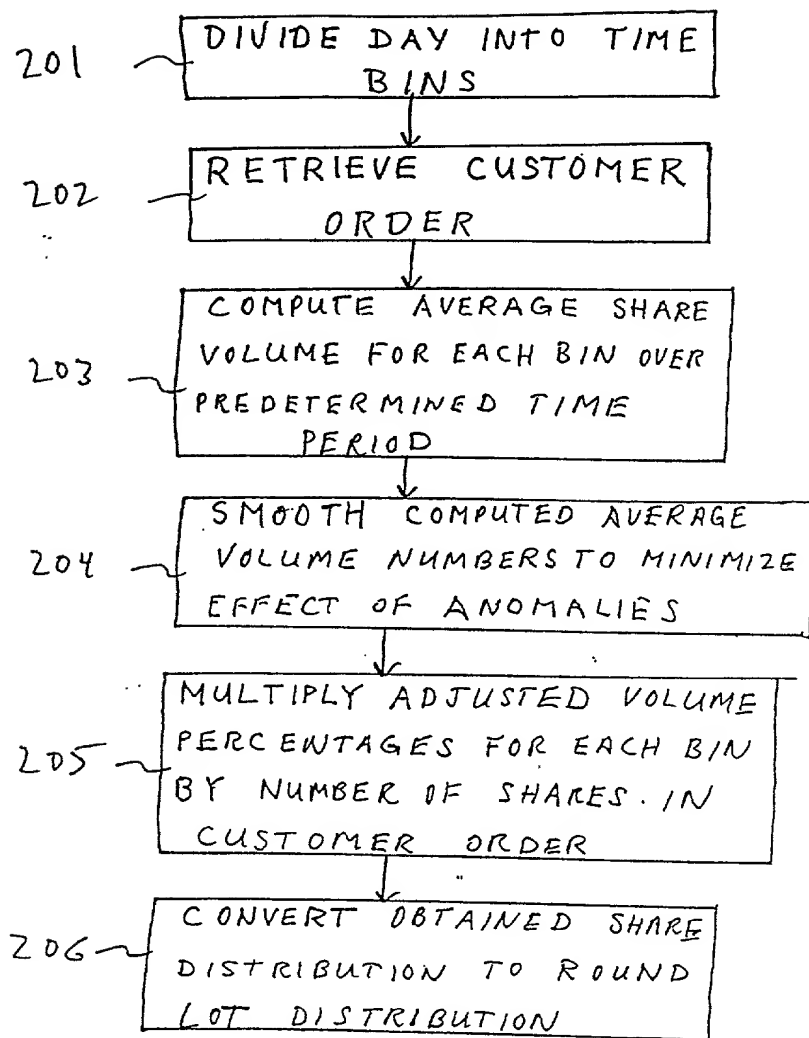 201
DIVIDE DAY INTO TIME
BINS
202
RETRIEVE CUSTOMER
ORDER
203
COMPUTE AVERAGE SHARE
VOLUME FOR EACH BIN OVER
PREDETERMINED TIME
PERIOD
204
SMOOTH COMPUTED AVERAGE
VOLUME NUMBERS TO MINIMIZE
EFFECT OF ANOMALIES
205
MULTIPLY ADJUSTED VOLUME
PERCENTAGES FOR EACH BIN
BY NUMBER OF SHARES. IN
CUSTOMER ORDER
206
CONVERT OBTAINED SHARE
DISTRIBUTION TO ROUND
LOT DISTRIBUTION